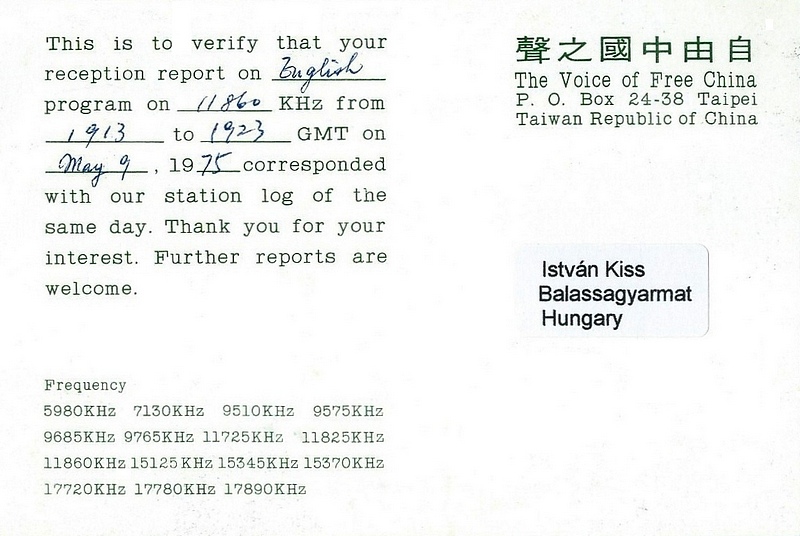 This is to verify that your
reception report on English
program on 11860 KHz from
1913 to 1923 GMT on
May 9, 1975 corresponded
with our station log of the
same day. Thank you for your
interest. Further reports are
welcome.
Frequency
5980KHz 7130KHz 9510KHz 9575KHz
9685KHz 9765KHz 11725KHz 11825KHz
11860KHz 15125KHz 15345KHz 15370KHz
17720KHz 17780KHz 17890KHz
聲之國中由自
The Voice of Free China
P. O. Box 24-38 Taipei
Taiwan Republic of China
István Kiss
Balassagyarmat
Hungary